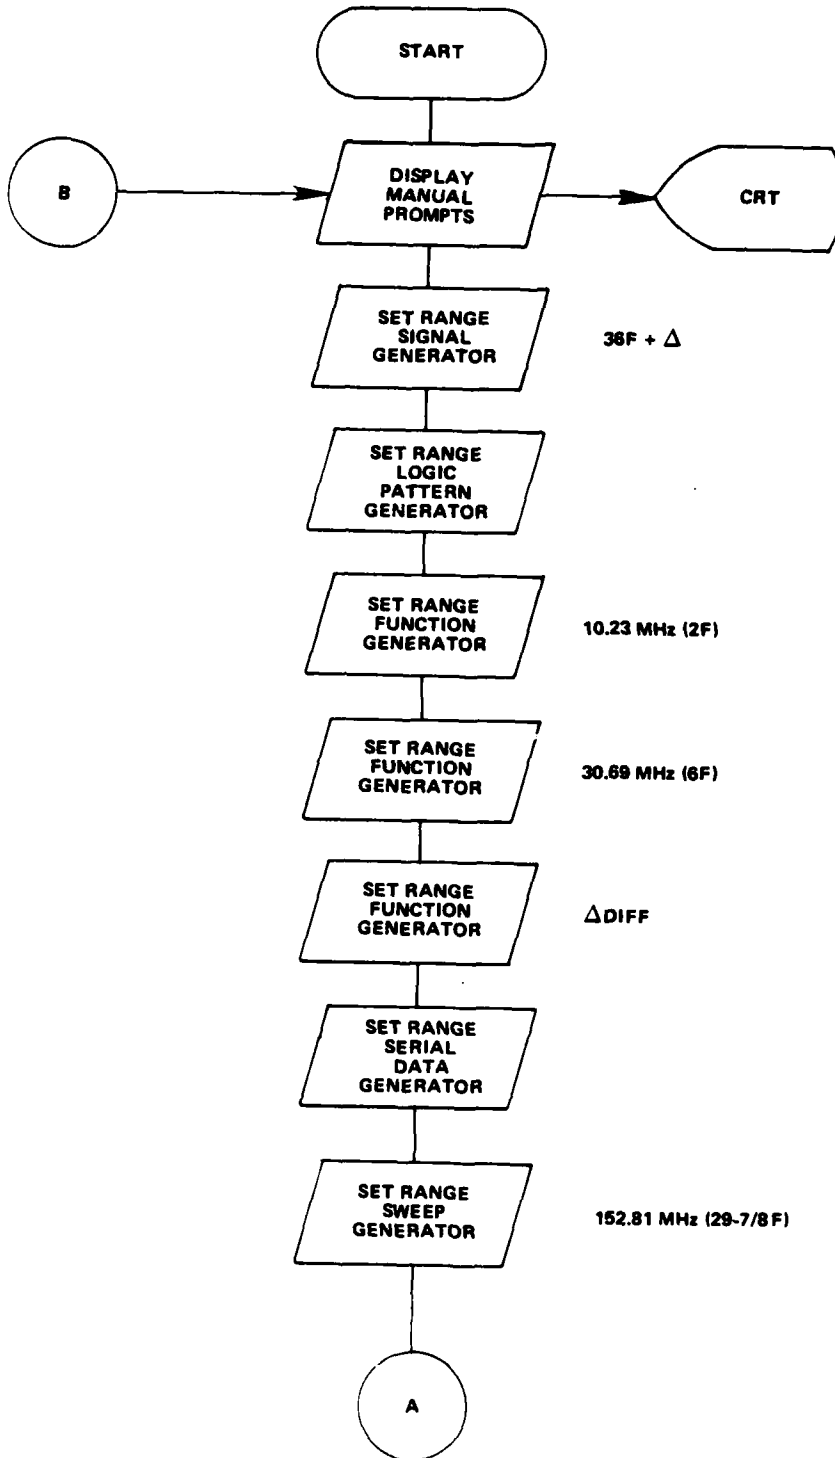 START
B
DISPLAY
MANUAL
PROMPTS
CRT
SET RANGE
SIGNAL
GENERATOR
36F + Δ
SET RANGE
LOGIC
PATTERN
GENERATOR
SET RANGE
FUNCTION
GENERATOR
10.23 MHz (2F)
SET RANGE
FUNCTION
GENERATOR
30.69 MHz (6F)
SET RANGE
FUNCTION
GENERATOR
ΔDIFF
SET RANGE
SERIAL
DATA
GENERATOR
SET RANGE
SWEEP
GENERATOR
152.81 MHz (29-7/8F)
A